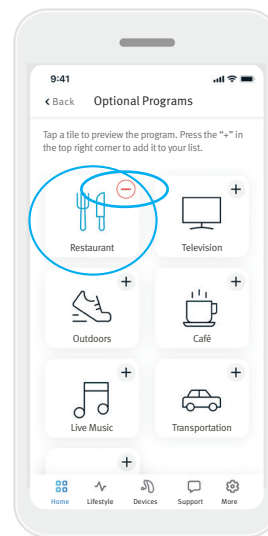 9:41
Back Optional Programs
Tap a tile to preview the program. Press the “+” in
the top right corner to add it to your list.
Restaurant Television
Outdoors Café
Live Music Transportation
Home Lifestyle Devices Support More